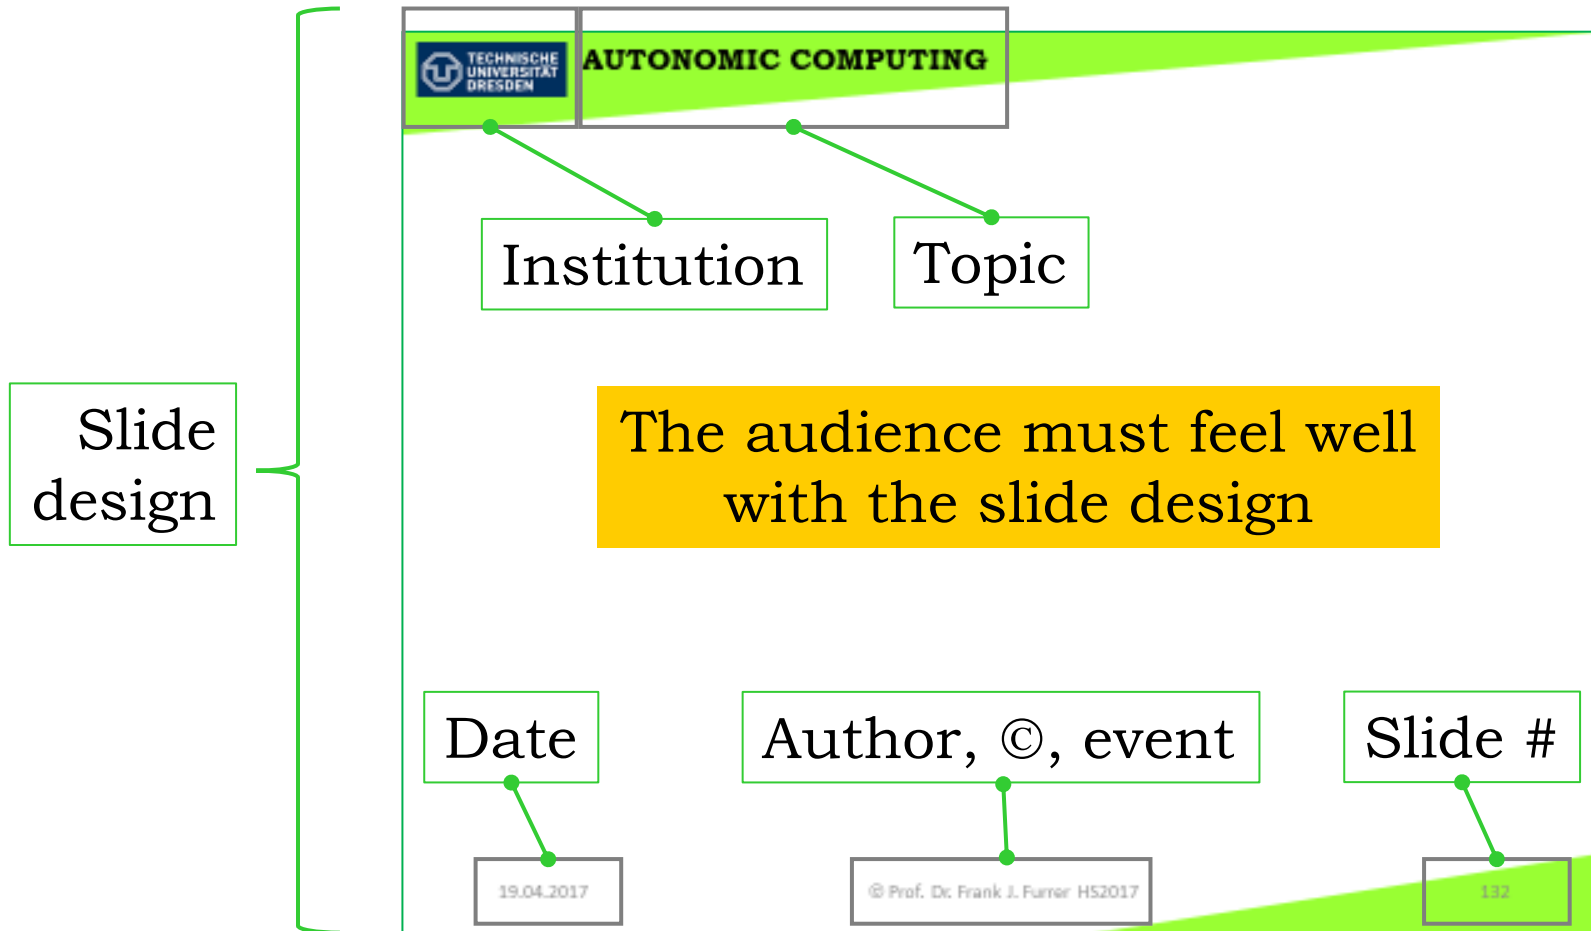 TECHNISCHE
UNIVERSITÄT
DRESDEN
AUTONOMIC COMPUTING
Institution
Topic
Slide
design
The audience must feel well
with the slide design
Date
Author, ©, event
Slide #
19.04.2017
© Prof. Dr. Frank J. Furrer HS2017
132